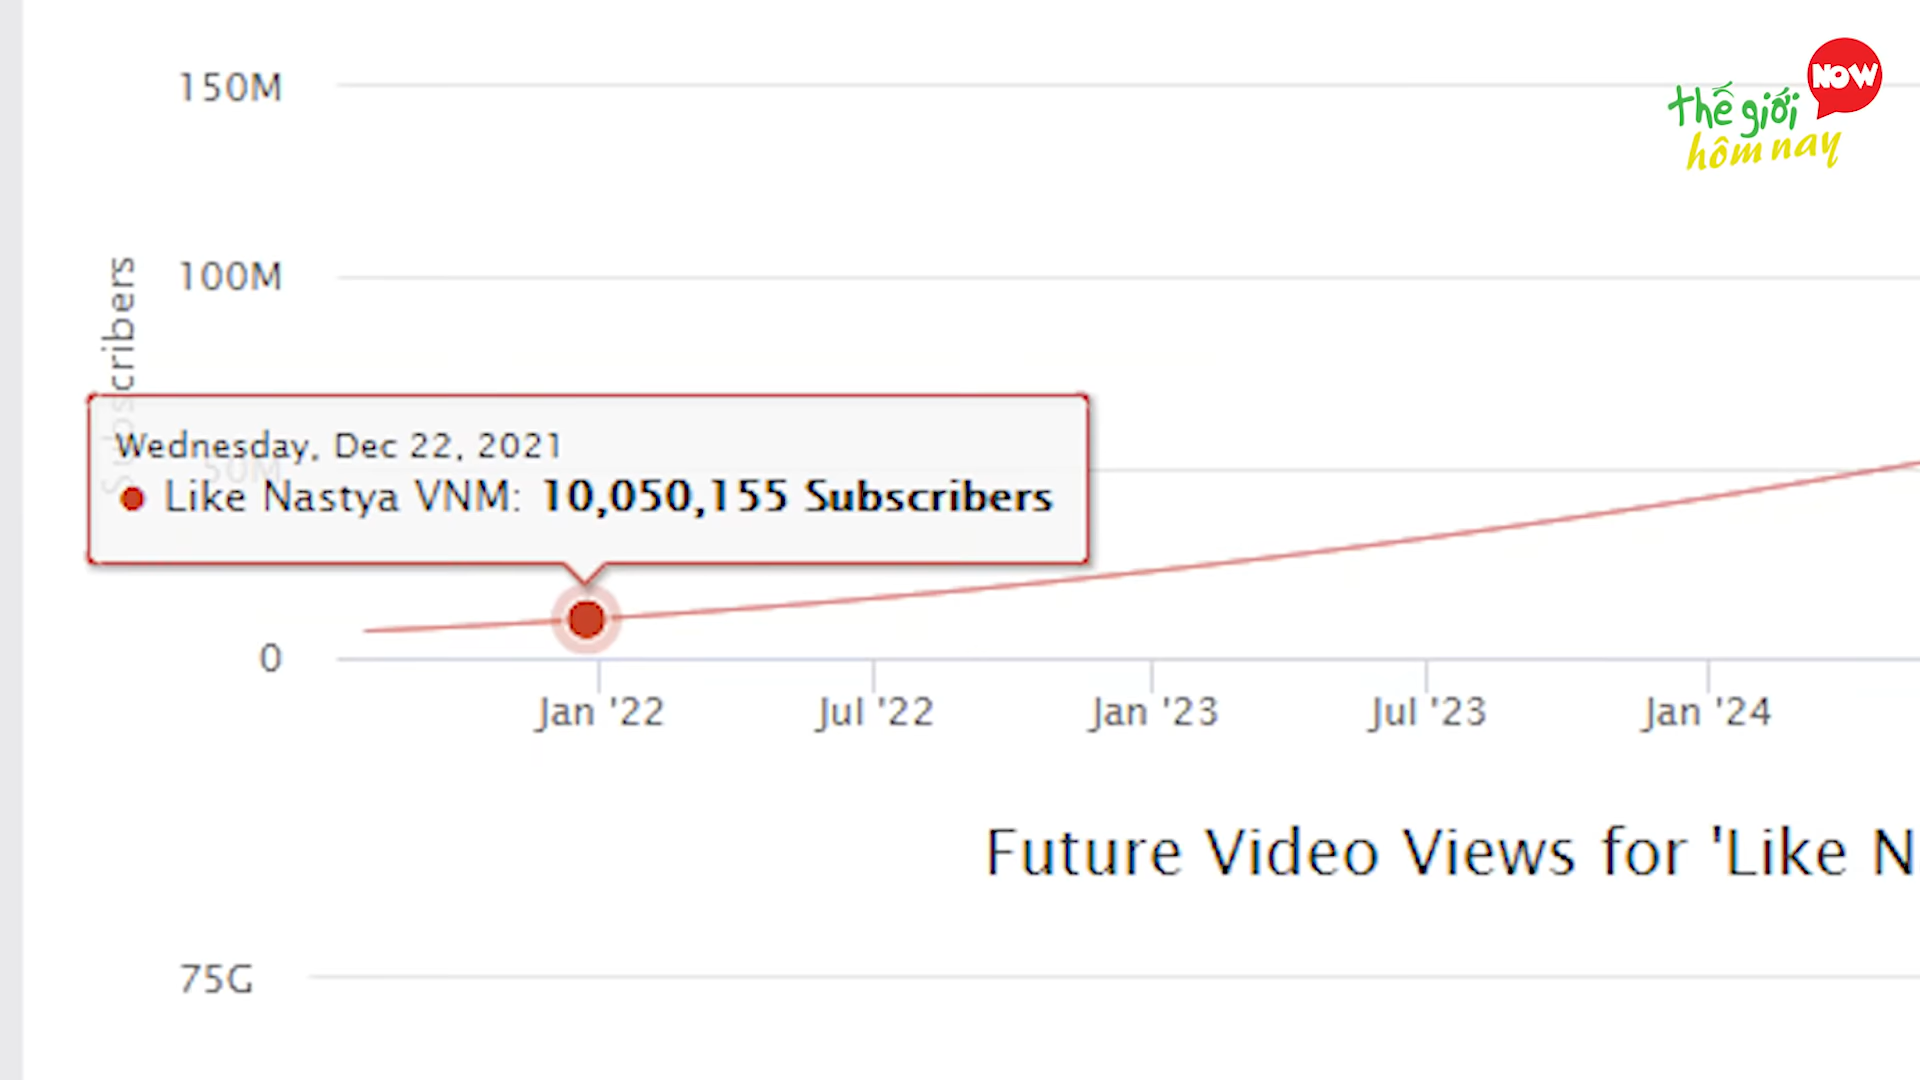 150M
NOW
thế giới
hôm nay
100M
Subscribers
Wednesday, Dec 22, 2021
50M
Like Nastya VNM: 10,050,155 Subscribers
0
Jan '22
Jul '22
Jan '23
Jul '23
Jan '24
Future Video Views for 'Like N
75G